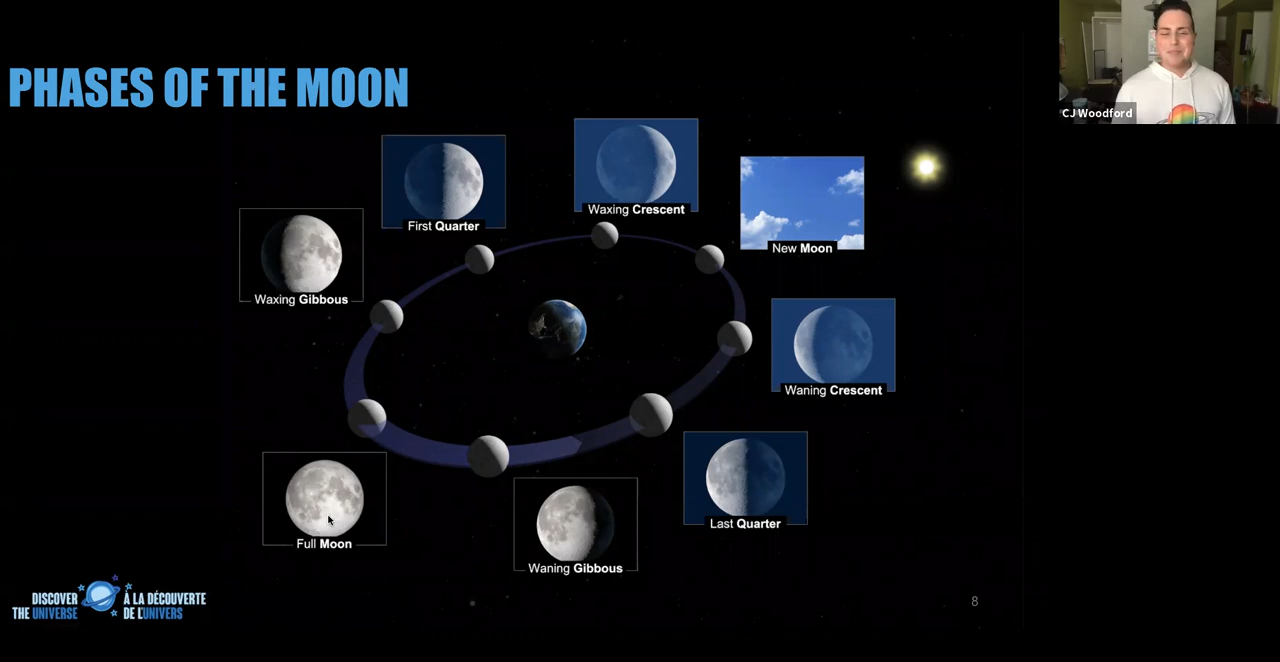 PHASES OF THE MOON
CJ Woodford
First Quarter
Waxing Crescent
New Moon
Waxing Gibbous
Waning Crescent
Last Quarter
Full Moon
Waning Gibbous
DISCOVER
THE UNIVERSE
À LA DÉCOUVERTE
DE L'UNIVERS
8